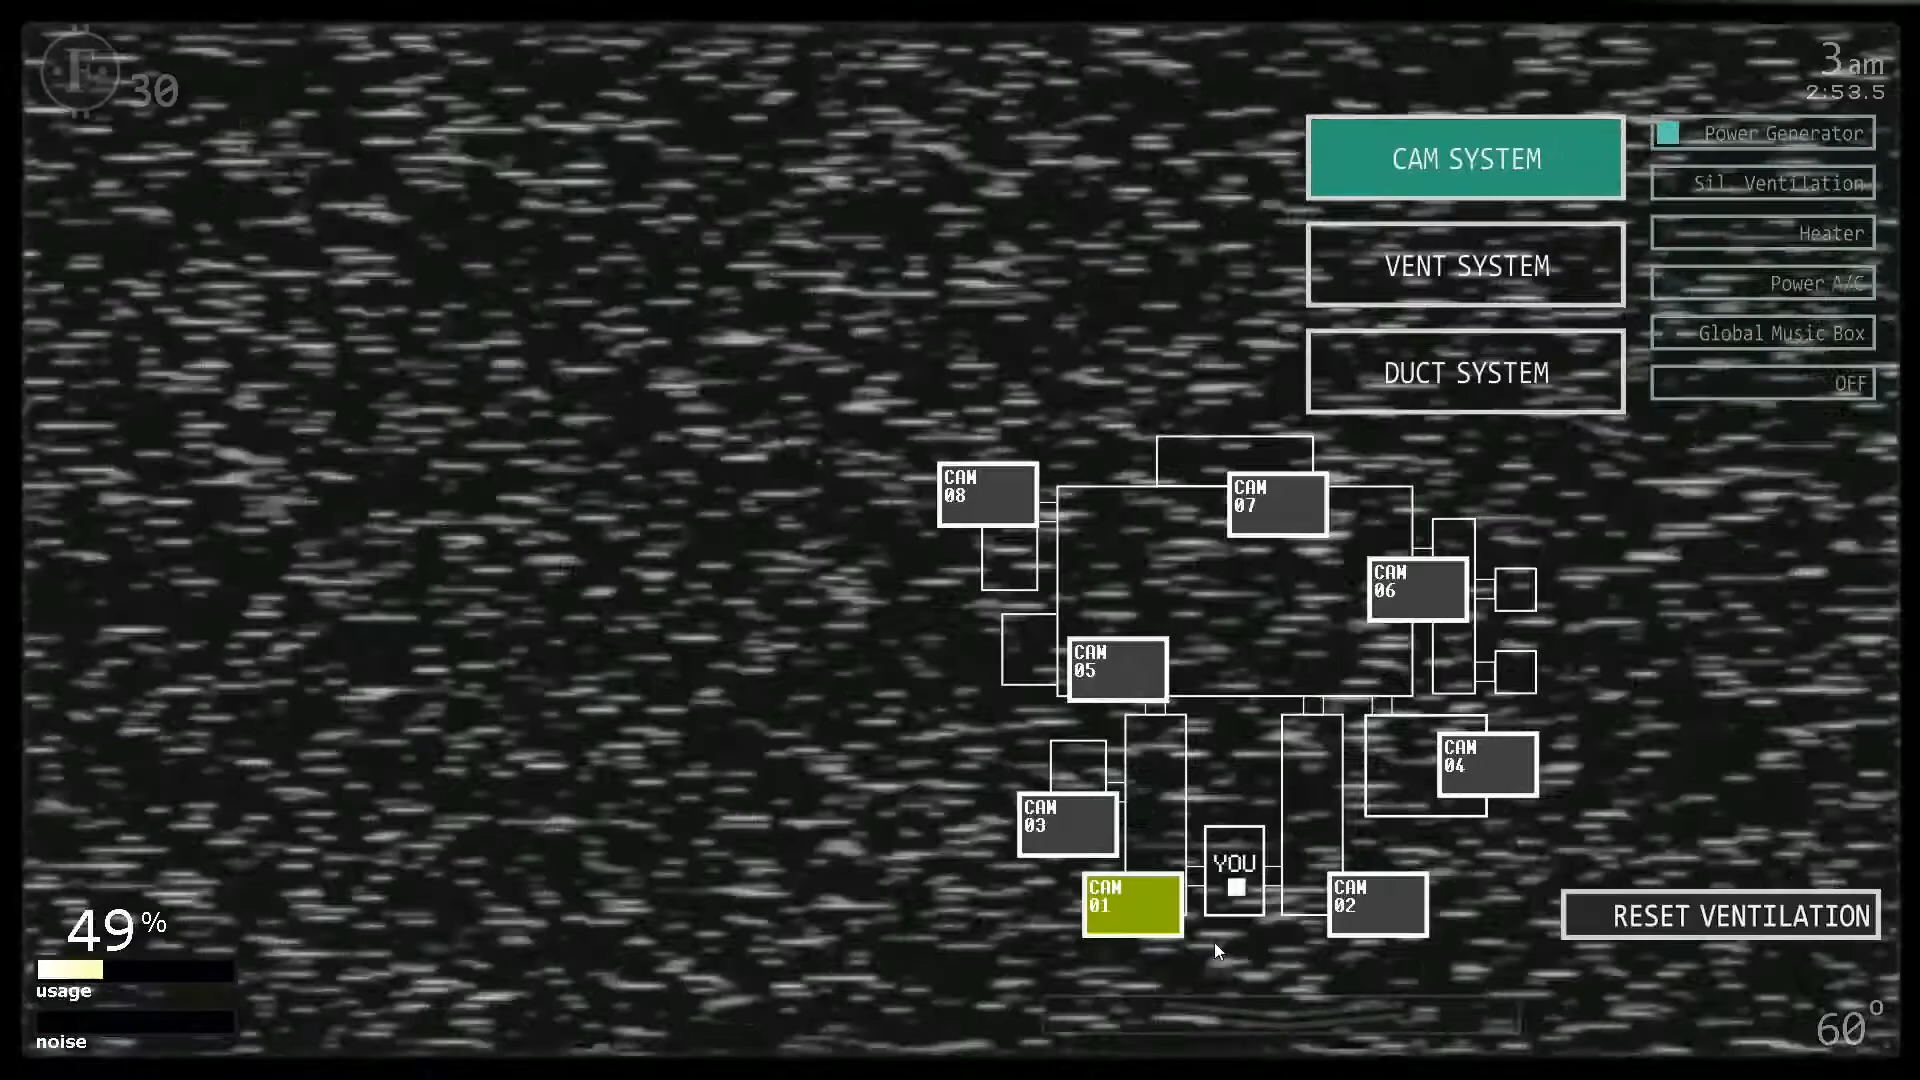 F 30
3 am
2:53.5
CAM SYSTEM
VENT SYSTEM
DUCT SYSTEM
Power Generator
Sil. Ventilation
Heater
Power A/C
Global Music Box
OFF
CAM
08
CAM
07
CAM
06
CAM
05
CAM
04
CAM
03
YOU
CAM
01
CAM
02
RESET VENTILATION
49%
usage
noise
60°